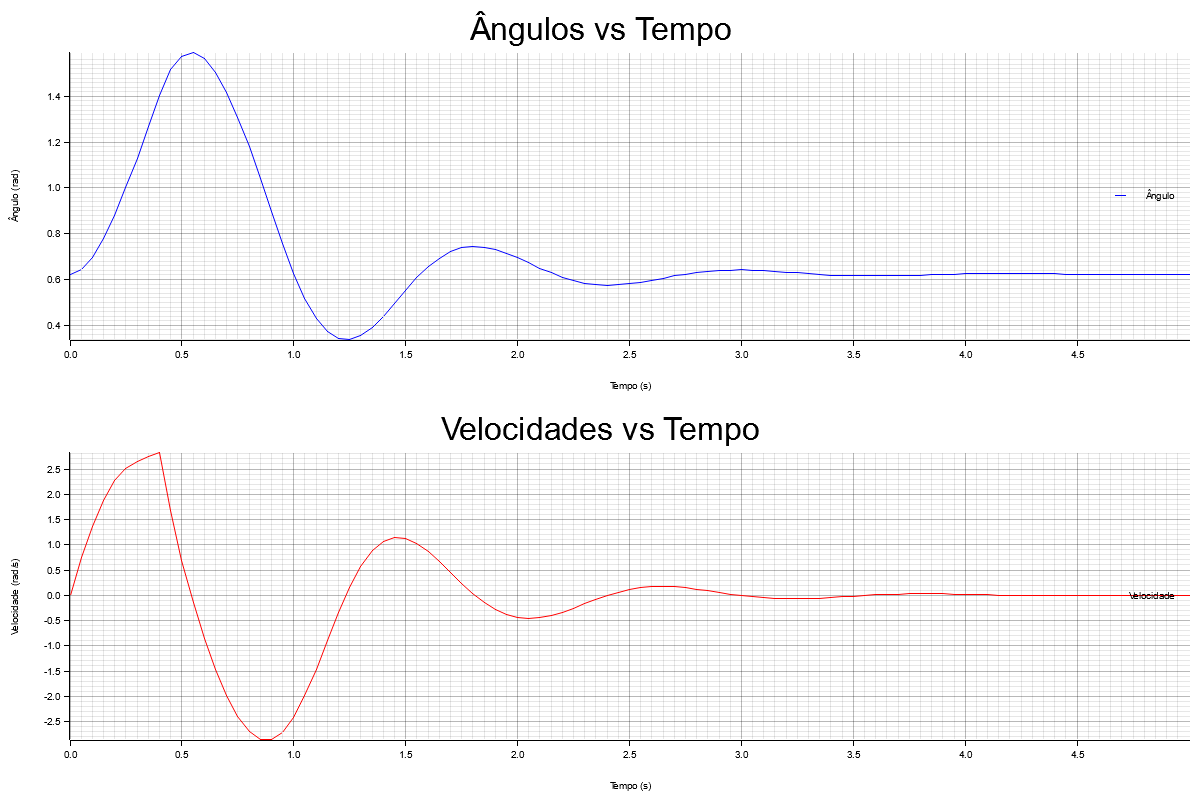 Ângulos vs Tempo
1.4
1.2
1.0
0.8
0.6
0.4
Ângulo (rad)
Ângulo
0.0 0.5 1.0 1.5 2.0 2.5 3.0 3.5 4.0 4.5
Tempo (s)
Velocidades vs Tempo
2.5
2.0
1.5
1.0
0.5
0.0
-0.5
-1.0
-1.5
-2.0
-2.5
Velocidade (rad/s)
Velocidade
0.0 0.5 1.0 1.5 2.0 2.5 3.0 3.5 4.0 4.5
Tempo (s)